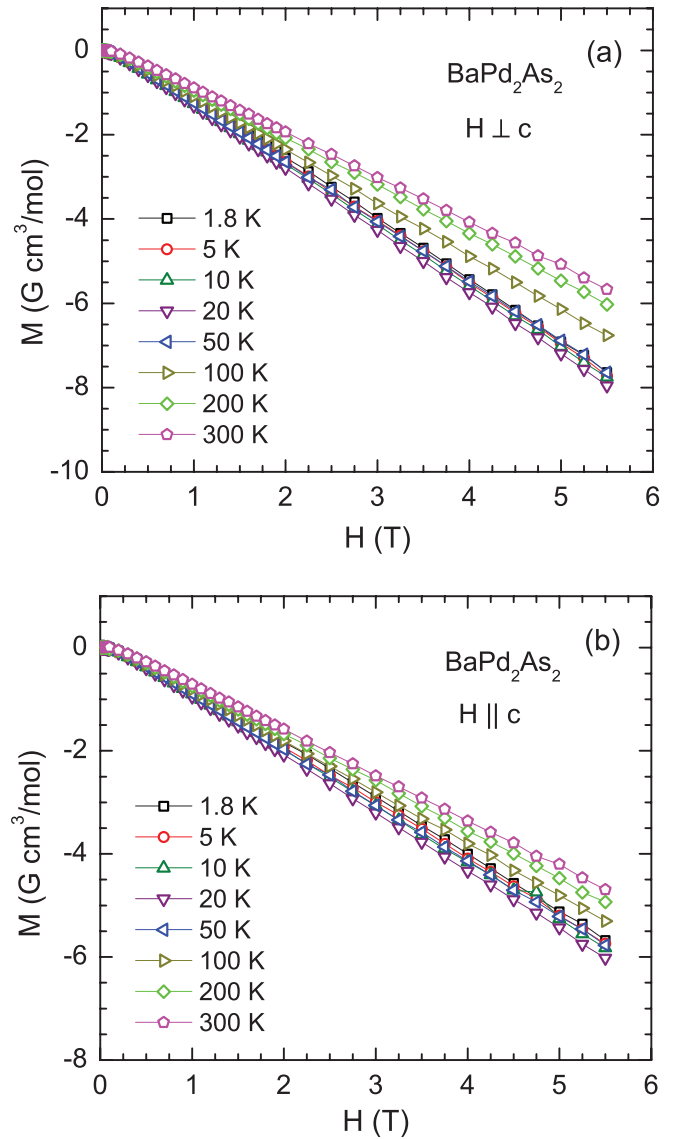 (a)
BaPd₂As₂
H ⊥ c
0
-2
-4
-6
-8
-10
M (G cm³/mol)
1.8 K
5 K
10 K
20 K
50 K
100 K
200 K
300 K
0 1 2 3 4 5 6
H (T)
(b)
BaPd₂As₂
H || c
0
-2
-4
-6
-8
M (G cm³/mol)
1.8 K
5 K
10 K
20 K
50 K
100 K
200 K
300 K
0 1 2 3 4 5 6
H (T)